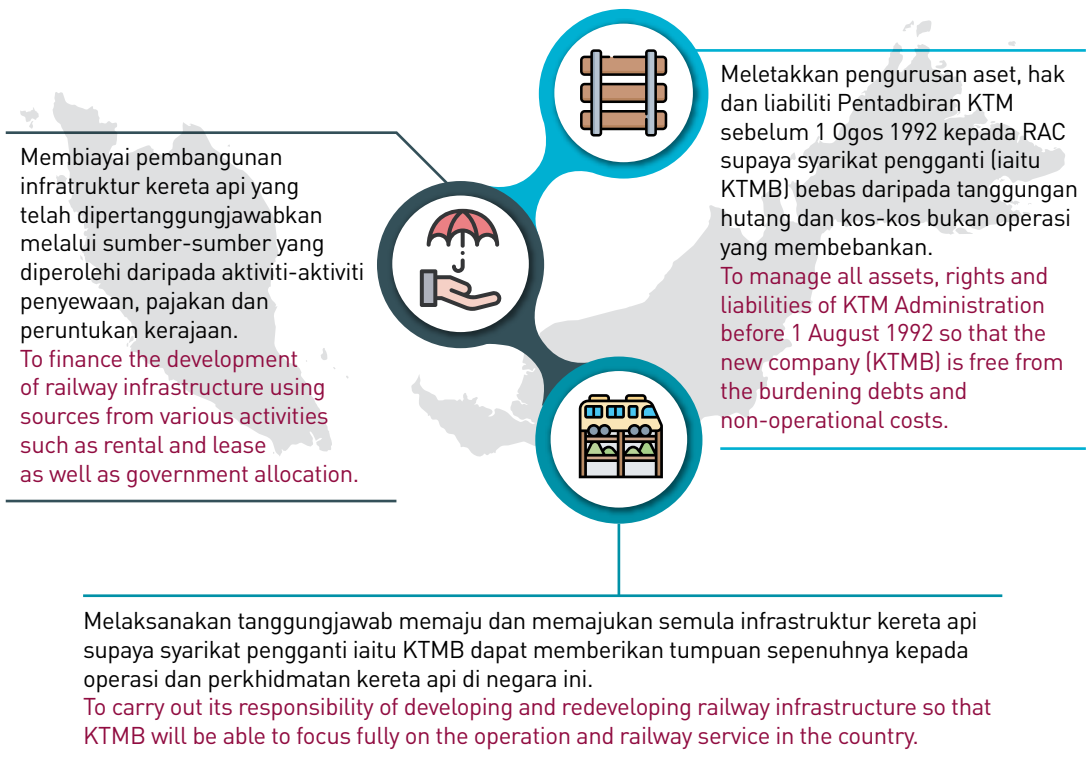 Membiayai pembangunan
infratruktur kereta api yang
telah dipertanggungjawabkan
melalui sumber-sumber yang
diperolehi daripada aktiviti-aktiviti
penyewaan, pajakan dan
peruntukan kerajaan.
To finance the development
of railway infrastructure using
sources from various activities
such as rental and lease
as well as government allocation.
Meletakkan pengurusan aset, hak
dan liabiliti Pentadbiran KTM
sebelum 1 Ogos 1992 kepada RAC
supaya syarikat pengganti (iaitu
KTMB) bebas daripada tanggungan
hutang dan kos-kos bukan operasi
yang membebankan.
To manage all assets, rights and
liabilities of KTM Administration
before 1 August 1992 so that the
new company (KTMB) is free from
the burdening debts and
non-operational costs.
Melaksanakan tanggungjawab memaju dan memajukan semula infrastruktur kereta api
supaya syarikat pengganti iaitu KTMB dapat memberikan tumpuan sepenuhnya kepada
operasi dan perkhidmatan kereta api di negara ini.
To carry out its responsibility of developing and redeveloping railway infrastructure so that
KTMB will be able to focus fully on the operation and railway service in the country.